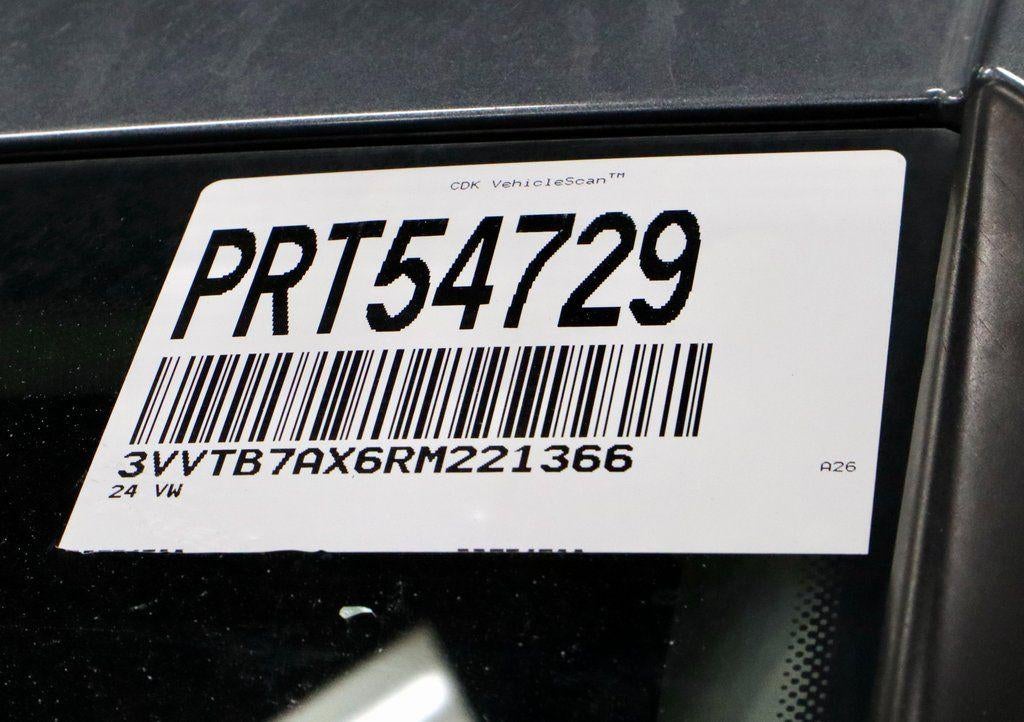 CDK VehicleScan™
PRT54729
3VVTB7AX6RM221366
24 VW
A26